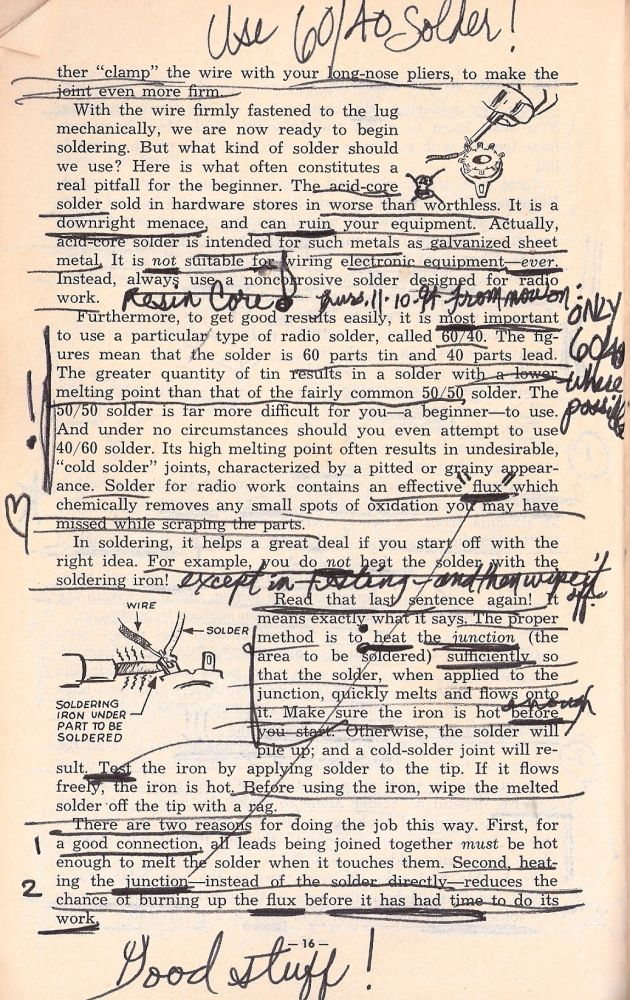 Use 60/40 Solder!
ther “clamp” the wire with your long-nose pliers, to make the
joint even more firm.
With the wire firmly fastened to the lug
mechanically, we are now ready to begin
soldering. But what kind of solder should
we use? Here is what often constitutes a
real pitfall for the beginner. The acid-core
solder sold in hardware stores in worse than worthless. It is a
downright menace, and can ruin your equipment. Actually,
acid-core solder is intended for such metals as galvanized sheet
metal. It is not suitable for wiring electronic equipment—ever.
Instead, always use a noncorrosive solder designed for radio
work.
Resin Core 11·10·94 from now on:
ONLY
60/40
where
possible
Furthermore, to get good results easily, it is most important
to use a particular type of radio solder, called 60/40. The fig-
ures mean that the solder is 60 parts tin and 40 parts lead.
The greater quantity of tin results in a solder with a lower
melting point than that of the fairly common 50/50 solder. The
50/50 solder is far more difficult for you—a beginner—to use.
And under no circumstances should you even attempt to use
40/60 solder. Its high melting point often results in undesirable,
“cold solder” joints, characterized by a pitted or grainy appear-
ance. Solder for radio work contains an effective "flux" which
chemically removes any small spots of oxidation you may have
missed while scraping the parts.
In soldering, it helps a great deal if you start off with the
right idea. For example, you do not heat the solder with the
soldering iron! except in testing—and then wipe it
off.
WIRE
SOLDER
SOLDERING
IRON UNDER
PART TO BE
SOLDERED
Read that last sentence again! It
means exactly what it says. The proper
method is to heat the junction (the
area to be soldered) sufficiently so
that the solder, when applied to the
junction, quickly melts and flows onto
it. Make sure the iron is hot enough before
you start. Otherwise, the solder will
pile up; and a cold-solder joint will re-
sult. Test the iron by applying solder to the tip. If it flows
freely, the iron is hot. Before using the iron, wipe the melted
solder off the tip with a rag.
There are two reasons for doing the job this way. First, for
1 a good connection, all leads being joined together must be hot
enough to melt the solder when it touches them. Second, heat-
2 ing the junction—instead of the solder directly—reduces the
chance of burning up the flux before it has had time to do its
work.
– 16 –
Good stuff!